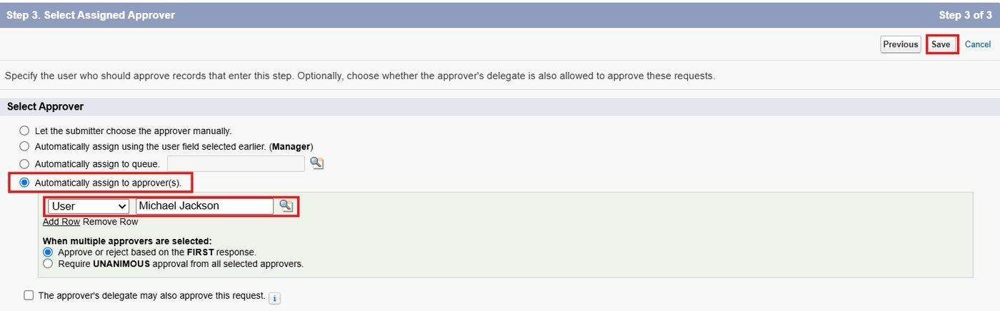 Step 3. Select Assigned Approver Step 3 of 3
Previous Save Cancel
Specify the user who should approve records that enter this step. Optionally, choose whether the approver's delegate is also allowed to approve these requests.
Select Approver
Let the submitter choose the approver manually.
Automatically assign using the user field selected earlier. (Manager)
Automatically assign to queue.
Automatically assign to approver(s).
User Michael Jackson
Add Row Remove Row
When multiple approvers are selected:
Approve or reject based on the FIRST response.
Require UNANIMOUS approval from all selected approvers.
The approver's delegate may also approve this request. i